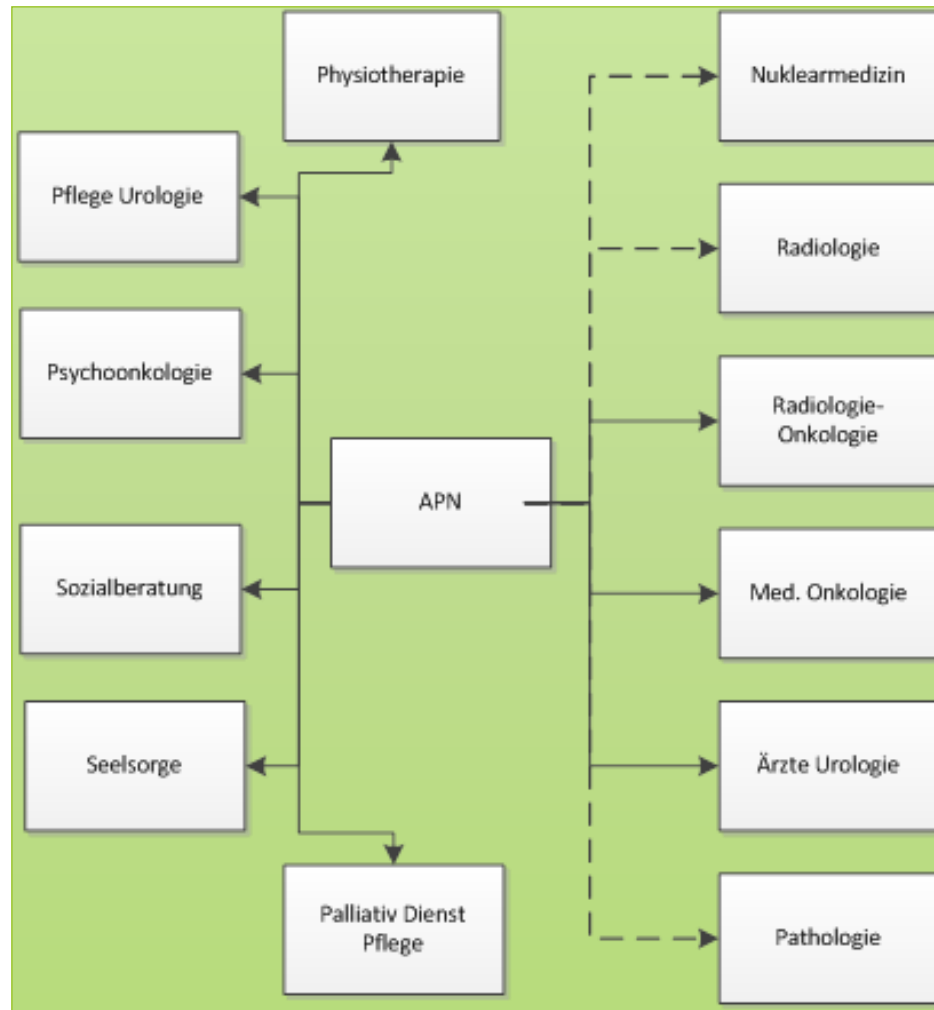 Physiotherapie
Nuklearmedizin
Pflege Urologie
Radiologie
Psychoonkologie
Radiologie-
Onkologie
APN
Sozialberatung
Med. Onkologie
Seelsorge
Ärzte Urologie
Palliativ Dienst
Pflege
Pathologie